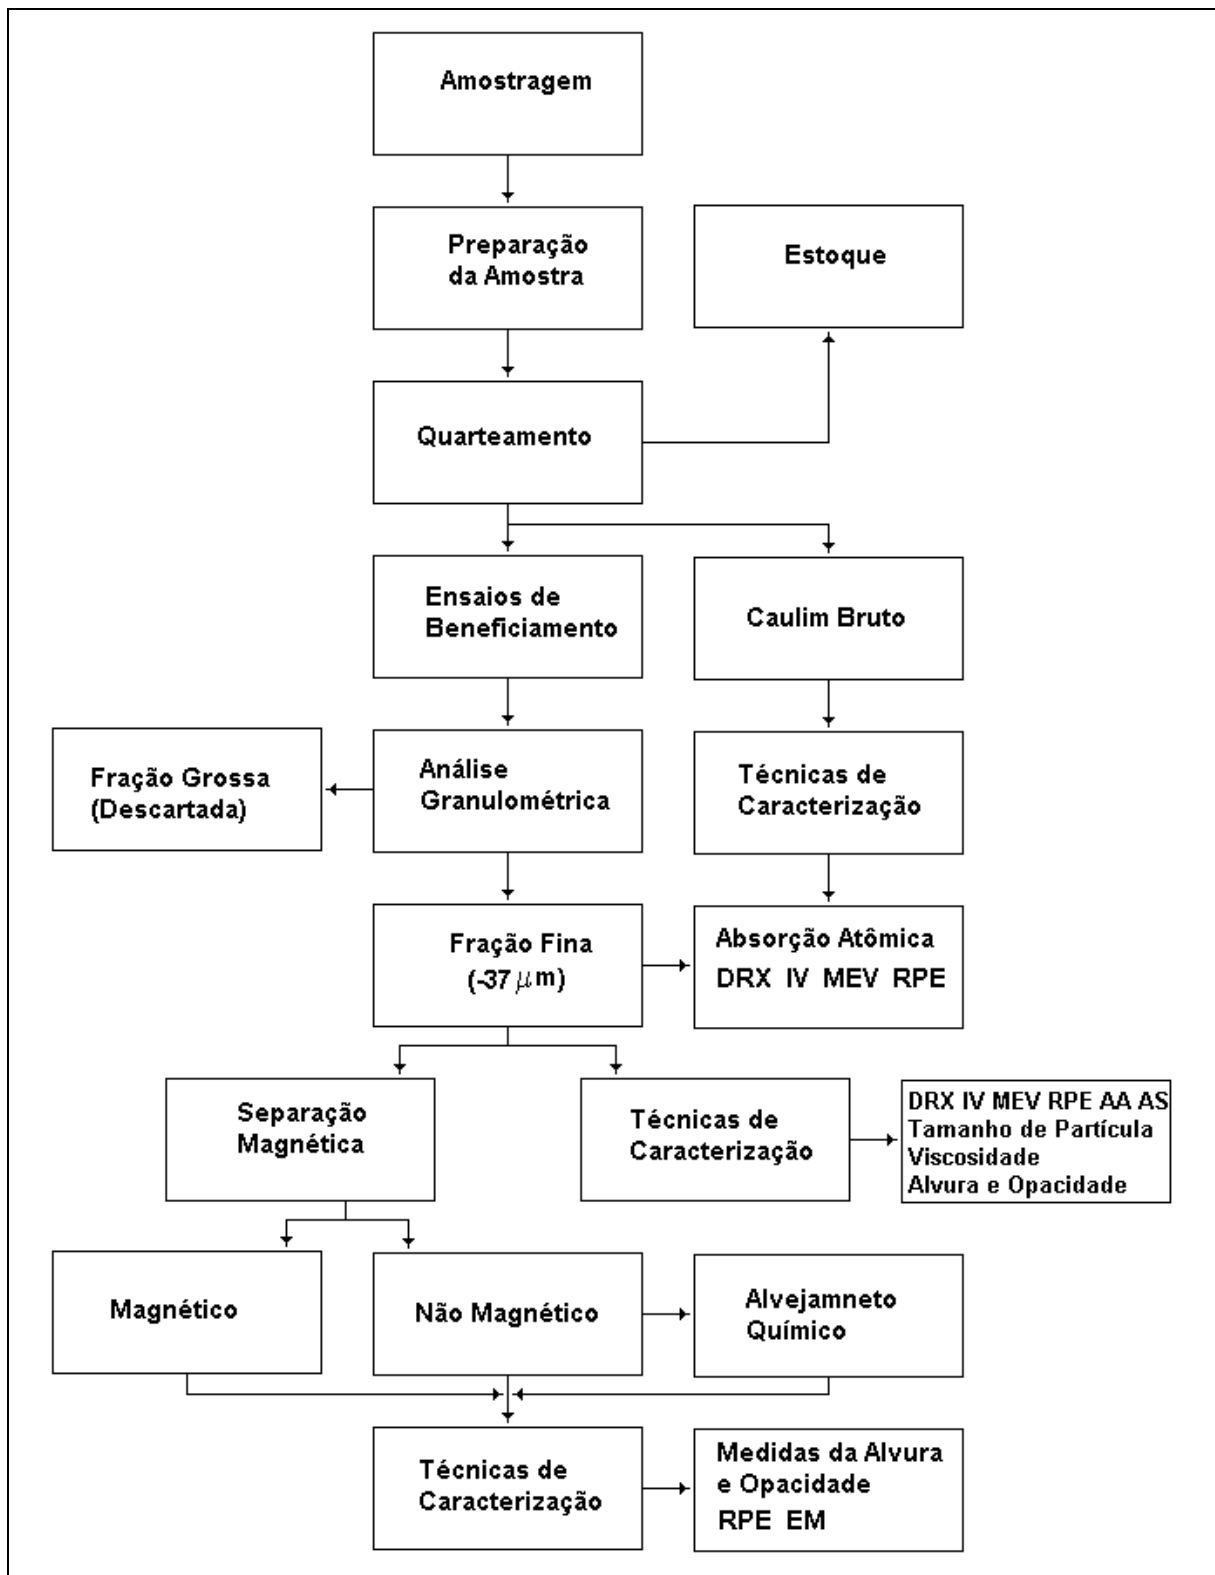 Amostragem
Preparação
da Amostra
Estoque
Quarteamento
Ensaios de
Beneficiamento
Caulim Bruto
Fração Grossa
(Descartada)
Análise
Granulométrica
Técnicas de
Caracterização
Fração Fina
(-37 μm)
Absorção Atômica
DRX IV MEV RPE
Separação
Magnética
Técnicas de
Caracterização
DRX IV MEV RPE AA AS
Tamanho de Partícula
Viscosidade
Alvura e Opacidade
Magnético
Não Magnético
Alvejamneto
Químico
Técnicas de
Caracterização
Medidas da Alvura
e Opacidade
RPE EM